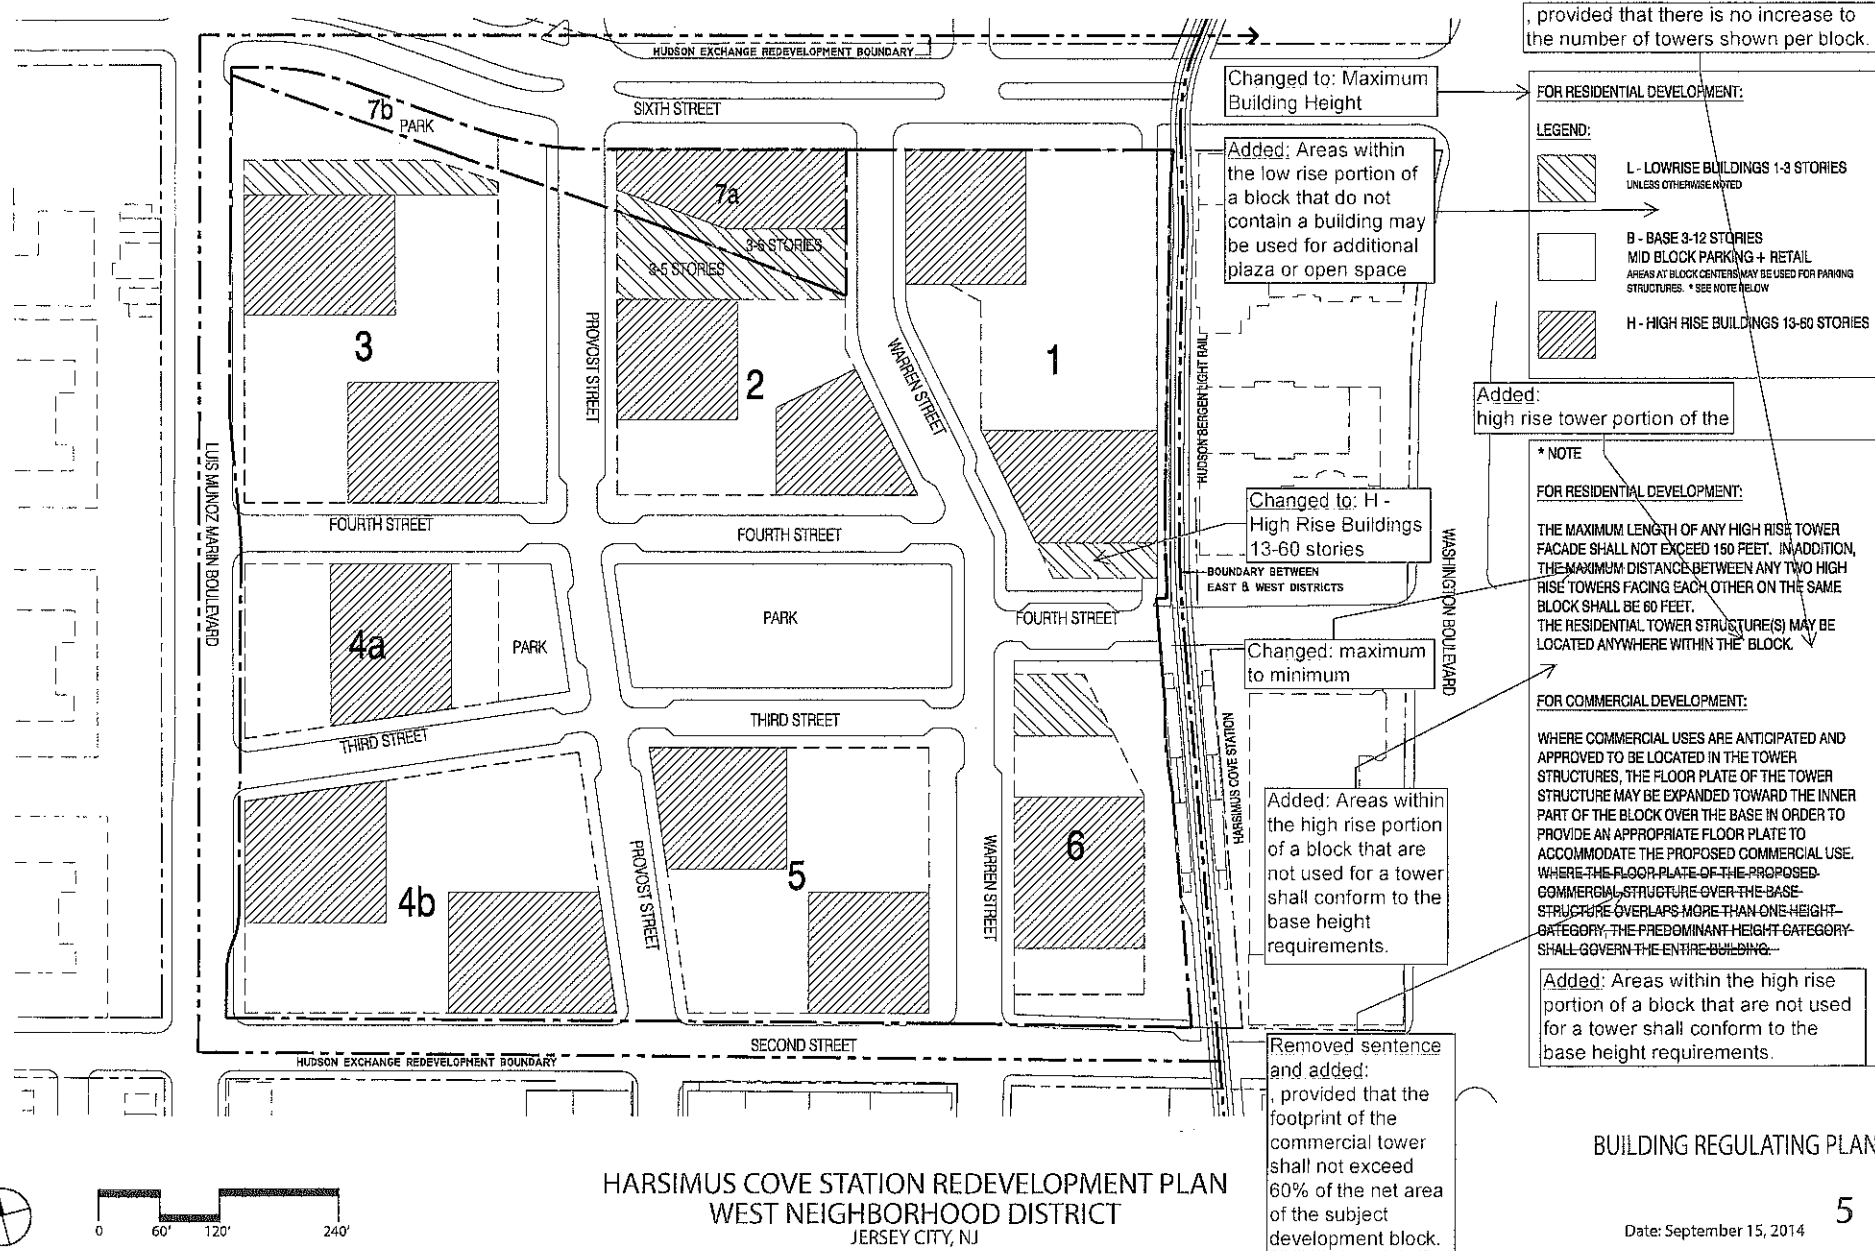 , provided that there is no increase to
the number of towers shown per block.
HUDSON EXCHANGE REDEVELOPMENT BOUNDARY
Changed to: Maximum
Building Height
FOR RESIDENTIAL DEVELOPMENT:
LEGEND:
L - LOWRISE BUILDINGS 1-3 STORIES
UNLESS OTHERWISE NOTED
B - BASE 3-12 STORIES
MID BLOCK PARKING + RETAIL
AREAS AT BLOCK CENTERS MAY BE USED FOR PARKING
STRUCTURES. * SEE NOTE BELOW
H - HIGH RISE BUILDINGS 13-60 STORIES
Added: Areas within
the low rise portion of
a block that do not
contain a building may
be used for additional
plaza or open space
SIXTH STREET
7b
PARK
7a
3-5 STORIES
3-5 STORIES
3
2
1
PROVOST STREET
WARREN STREET
HUDSON BERGEN LIGHT RAIL
LUIS MUNOZ MARIN BOULEVARD
WASHINGTON BOULEVARD
Added:
high rise tower portion of the
* NOTE
FOR RESIDENTIAL DEVELOPMENT:
THE MAXIMUM LENGTH OF ANY HIGH RISE TOWER
FACADE SHALL NOT EXCEED 150 FEET. IN ADDITION,
THE MAXIMUM DISTANCE BETWEEN ANY TWO HIGH
RISE TOWERS FACING EACH OTHER ON THE SAME
BLOCK SHALL BE 60 FEET.
THE RESIDENTIAL TOWER STRUCTURE(S) MAY BE
LOCATED ANYWHERE WITHIN THE BLOCK.
FOR COMMERCIAL DEVELOPMENT:
WHERE COMMERCIAL USES ARE ANTICIPATED AND
APPROVED TO BE LOCATED IN THE TOWER
STRUCTURES, THE FLOOR PLATE OF THE TOWER
STRUCTURE MAY BE EXPANDED TOWARD THE INNER
PART OF THE BLOCK OVER THE BASE IN ORDER TO
PROVIDE AN APPROPRIATE FLOOR PLATE TO
ACCOMMODATE THE PROPOSED COMMERCIAL USE.
WHERE THE FLOOR PLATE OF THE PROPOSED
COMMERCIAL STRUCTURE OVER THE BASE
STRUCTURE OVERLAPS MORE THAN ONE HEIGHT
CATEGORY, THE PREDOMINANT HEIGHT CATEGORY
SHALL GOVERN THE ENTIRE BUILDING.
Added: Areas within the high rise
portion of a block that are not used
for a tower shall conform to the
base height requirements.
Changed to: H -
High Rise Buildings
13-60 stories
BOUNDARY BETWEEN
EAST & WEST DISTRICTS
FOURTH STREET
FOURTH STREET
FOURTH STREET
Changed: maximum
to minimum
4a
PARK
PARK
THIRD STREET
THIRD STREET
HARSIMUS COVE STATION
Added: Areas within
the high rise portion
of a block that are
not used for a tower
shall conform to the
base height
requirements.
4b
5
6
PROVOST STREET
WARREN STREET
SECOND STREET
HUDSON EXCHANGE REDEVELOPMENT BOUNDARY
Removed sentence
and added:
, provided that the
footprint of the
commercial tower
shall not exceed
60% of the net area
of the subject
development block.
0 60' 120' 240'
HARSIMUS COVE STATION REDEVELOPMENT PLAN
WEST NEIGHBORHOOD DISTRICT
JERSEY CITY, NJ
BUILDING REGULATING PLAN
5
Date: September 15, 2014